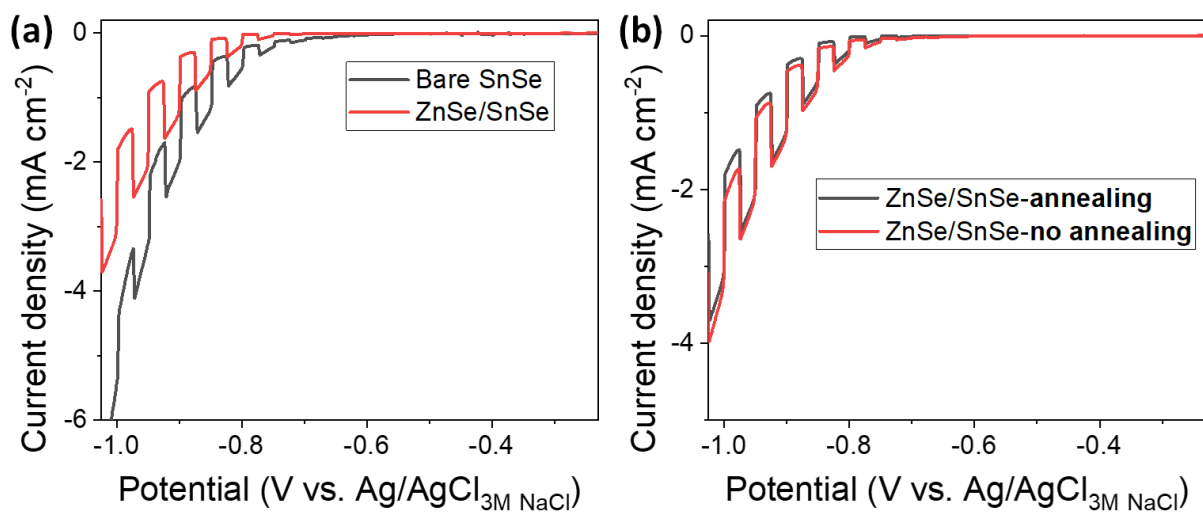 (a)
0
-2
-4
-6
Current density (mA cm⁻²)
Bare SnSe
ZnSe/SnSe
-1.0 -0.8 -0.6 -0.4
Potential (V vs. Ag/AgCl₃M NaCl)
(b)
0
-2
-4
Current density (mA cm⁻²)
ZnSe/SnSe-annealing
ZnSe/SnSe-no annealing
-1.0 -0.8 -0.6 -0.4
Potential (V vs. Ag/AgCl₃M NaCl)